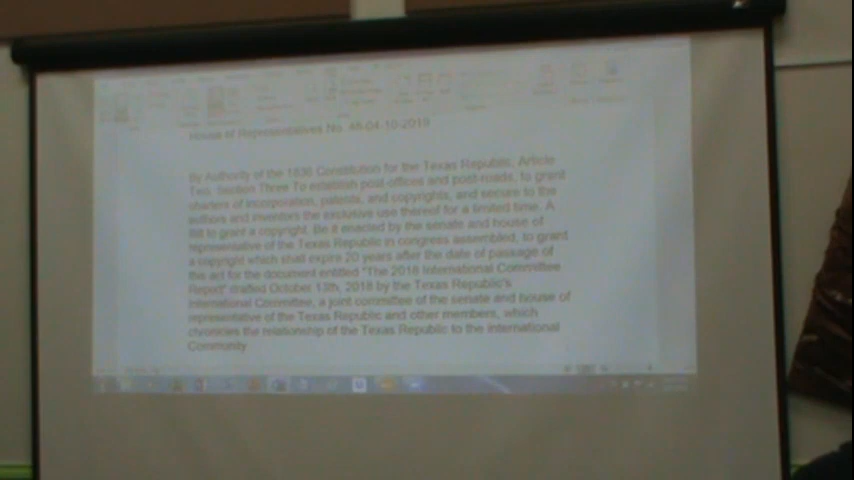 House of Representatives No. 04-10-2019
By Authority of the 1836 Constitution for the Texas Republic, Article
Two. Section Three To establish post-offices and post-roads, to grant
charters of incorporation, patents, and copyrights, and secure to the
authors and inventors the exclusive use thereof for a limited time. A
Bill to grant a copyright. Be it enacted by the senate and house of
representative of the Texas Republic in congress assembled, to grant
a copyright which shall expire 20 years after the date of passage of
the act for the document entitled "The 2018 International Committee
Report" drafted October 13th, 2018 by the Texas Republic's
International Committee, a joint committee of the senate and house of
representative of the Texas Republic and other members, which
chronicles the relationship of the Texas Republic to the International
Community